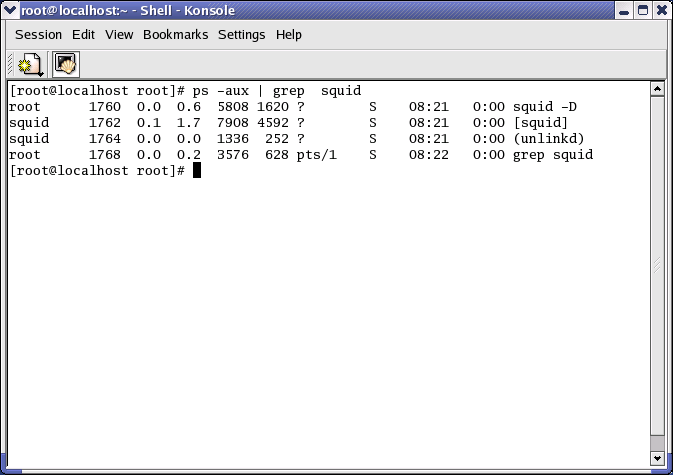 root@localhost:~ - Shell - Konsole
Session Edit View Bookmarks Settings Help
[root@localhost root]# ps -aux | grep  squid
root      1760  0.0  0.6  5808 1620 ?        S    08:21   0:00 squid -D
squid     1762  0.1  1.7  7908 4592 ?        S    08:21   0:00 [squid]
squid     1764  0.0  0.0  1336  252 ?        S    08:21   0:00 (unlinkd)
root      1768  0.0  0.2  3576  628 pts/1    S    08:22   0:00 grep squid
[root@localhost root]#